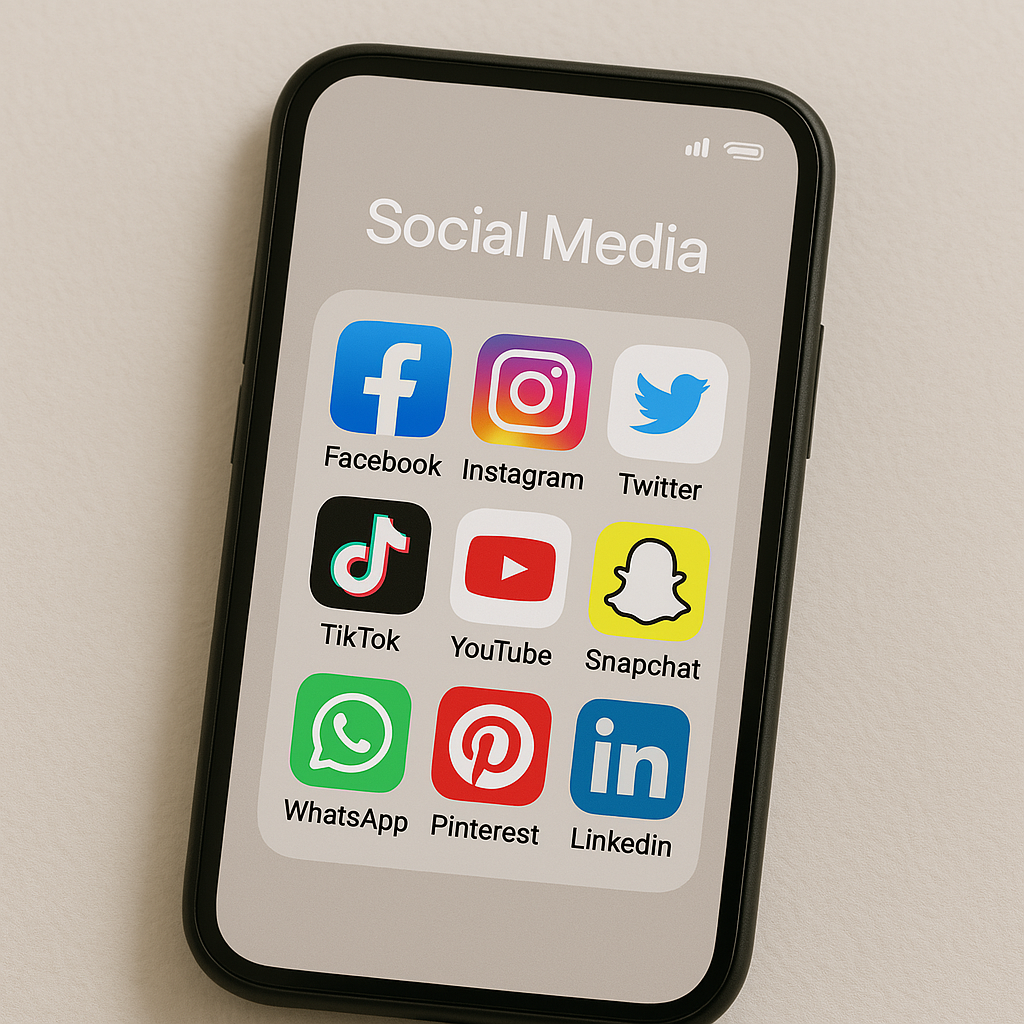 Social Media
Facebook Instagram Twitter
TikTok YouTube Snapchat
WhatsApp Pinterest Linkedin